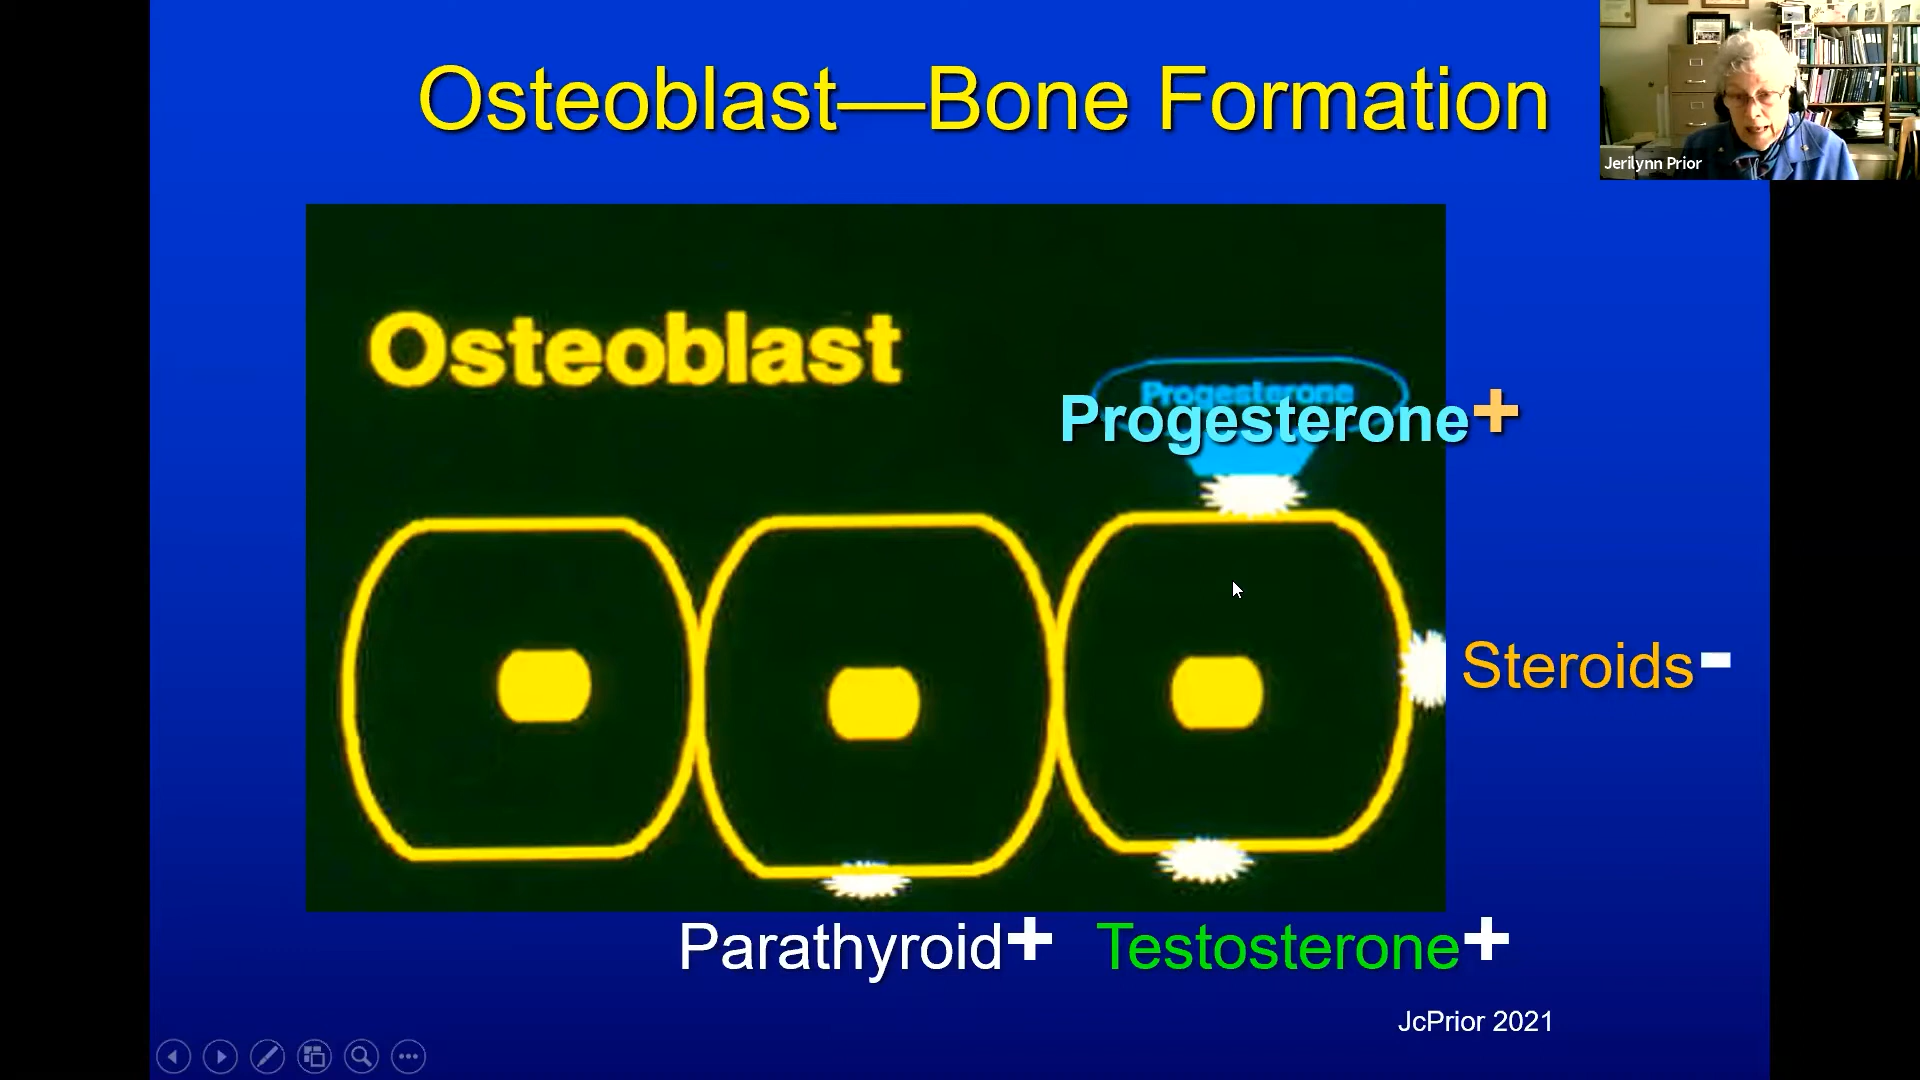 Osteoblast—Bone Formation
Jerilynn Prior
Osteoblast
Progesterone
Progesterone+
Steroids-
Parathyroid+ Testosterone+
JcPrior 2021